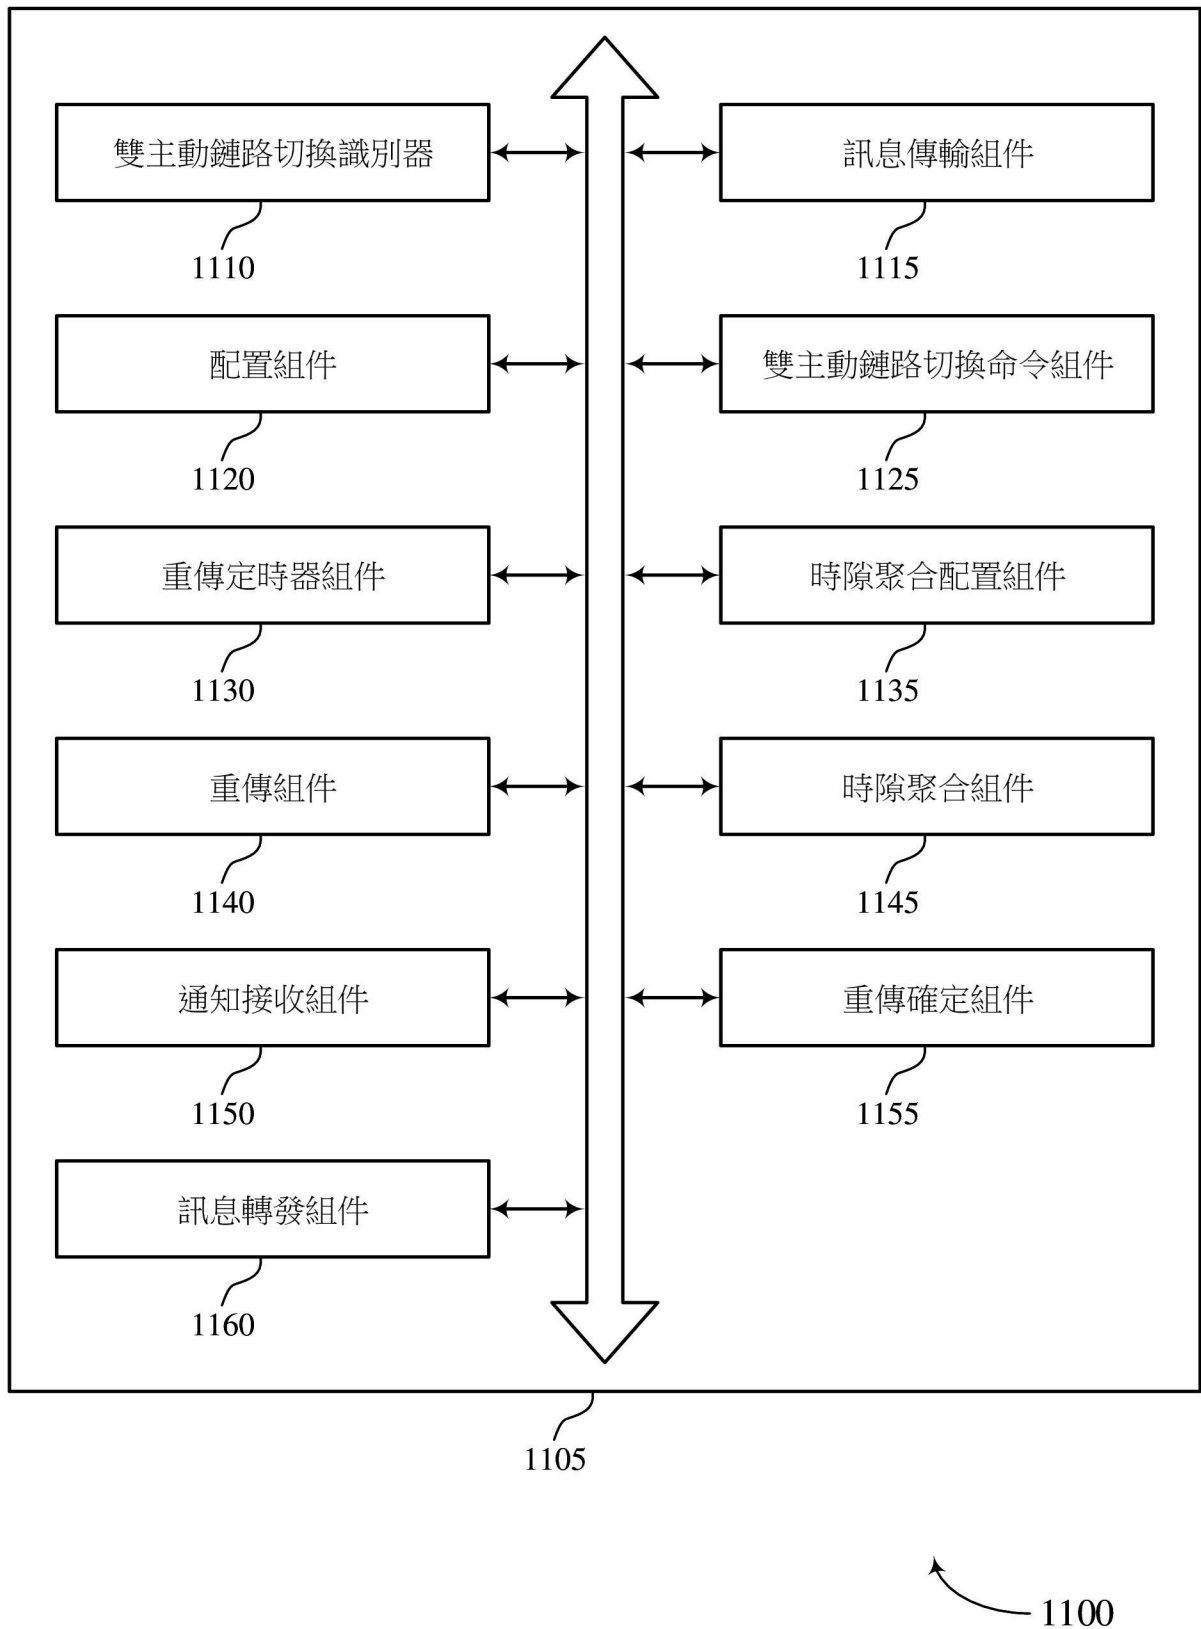 雙主動鏈路切換識別器
訊息傳輸組件
1110
1115
配置組件
雙主動鏈路切換命令組件
1120
1125
重傳定時器組件
時隙聚合配置組件
1130
1135
重傳組件
時隙聚合組件
1140
1145
通知接收組件
重傳確定組件
1150
1155
訊息轉發組件
1160
1105
1100